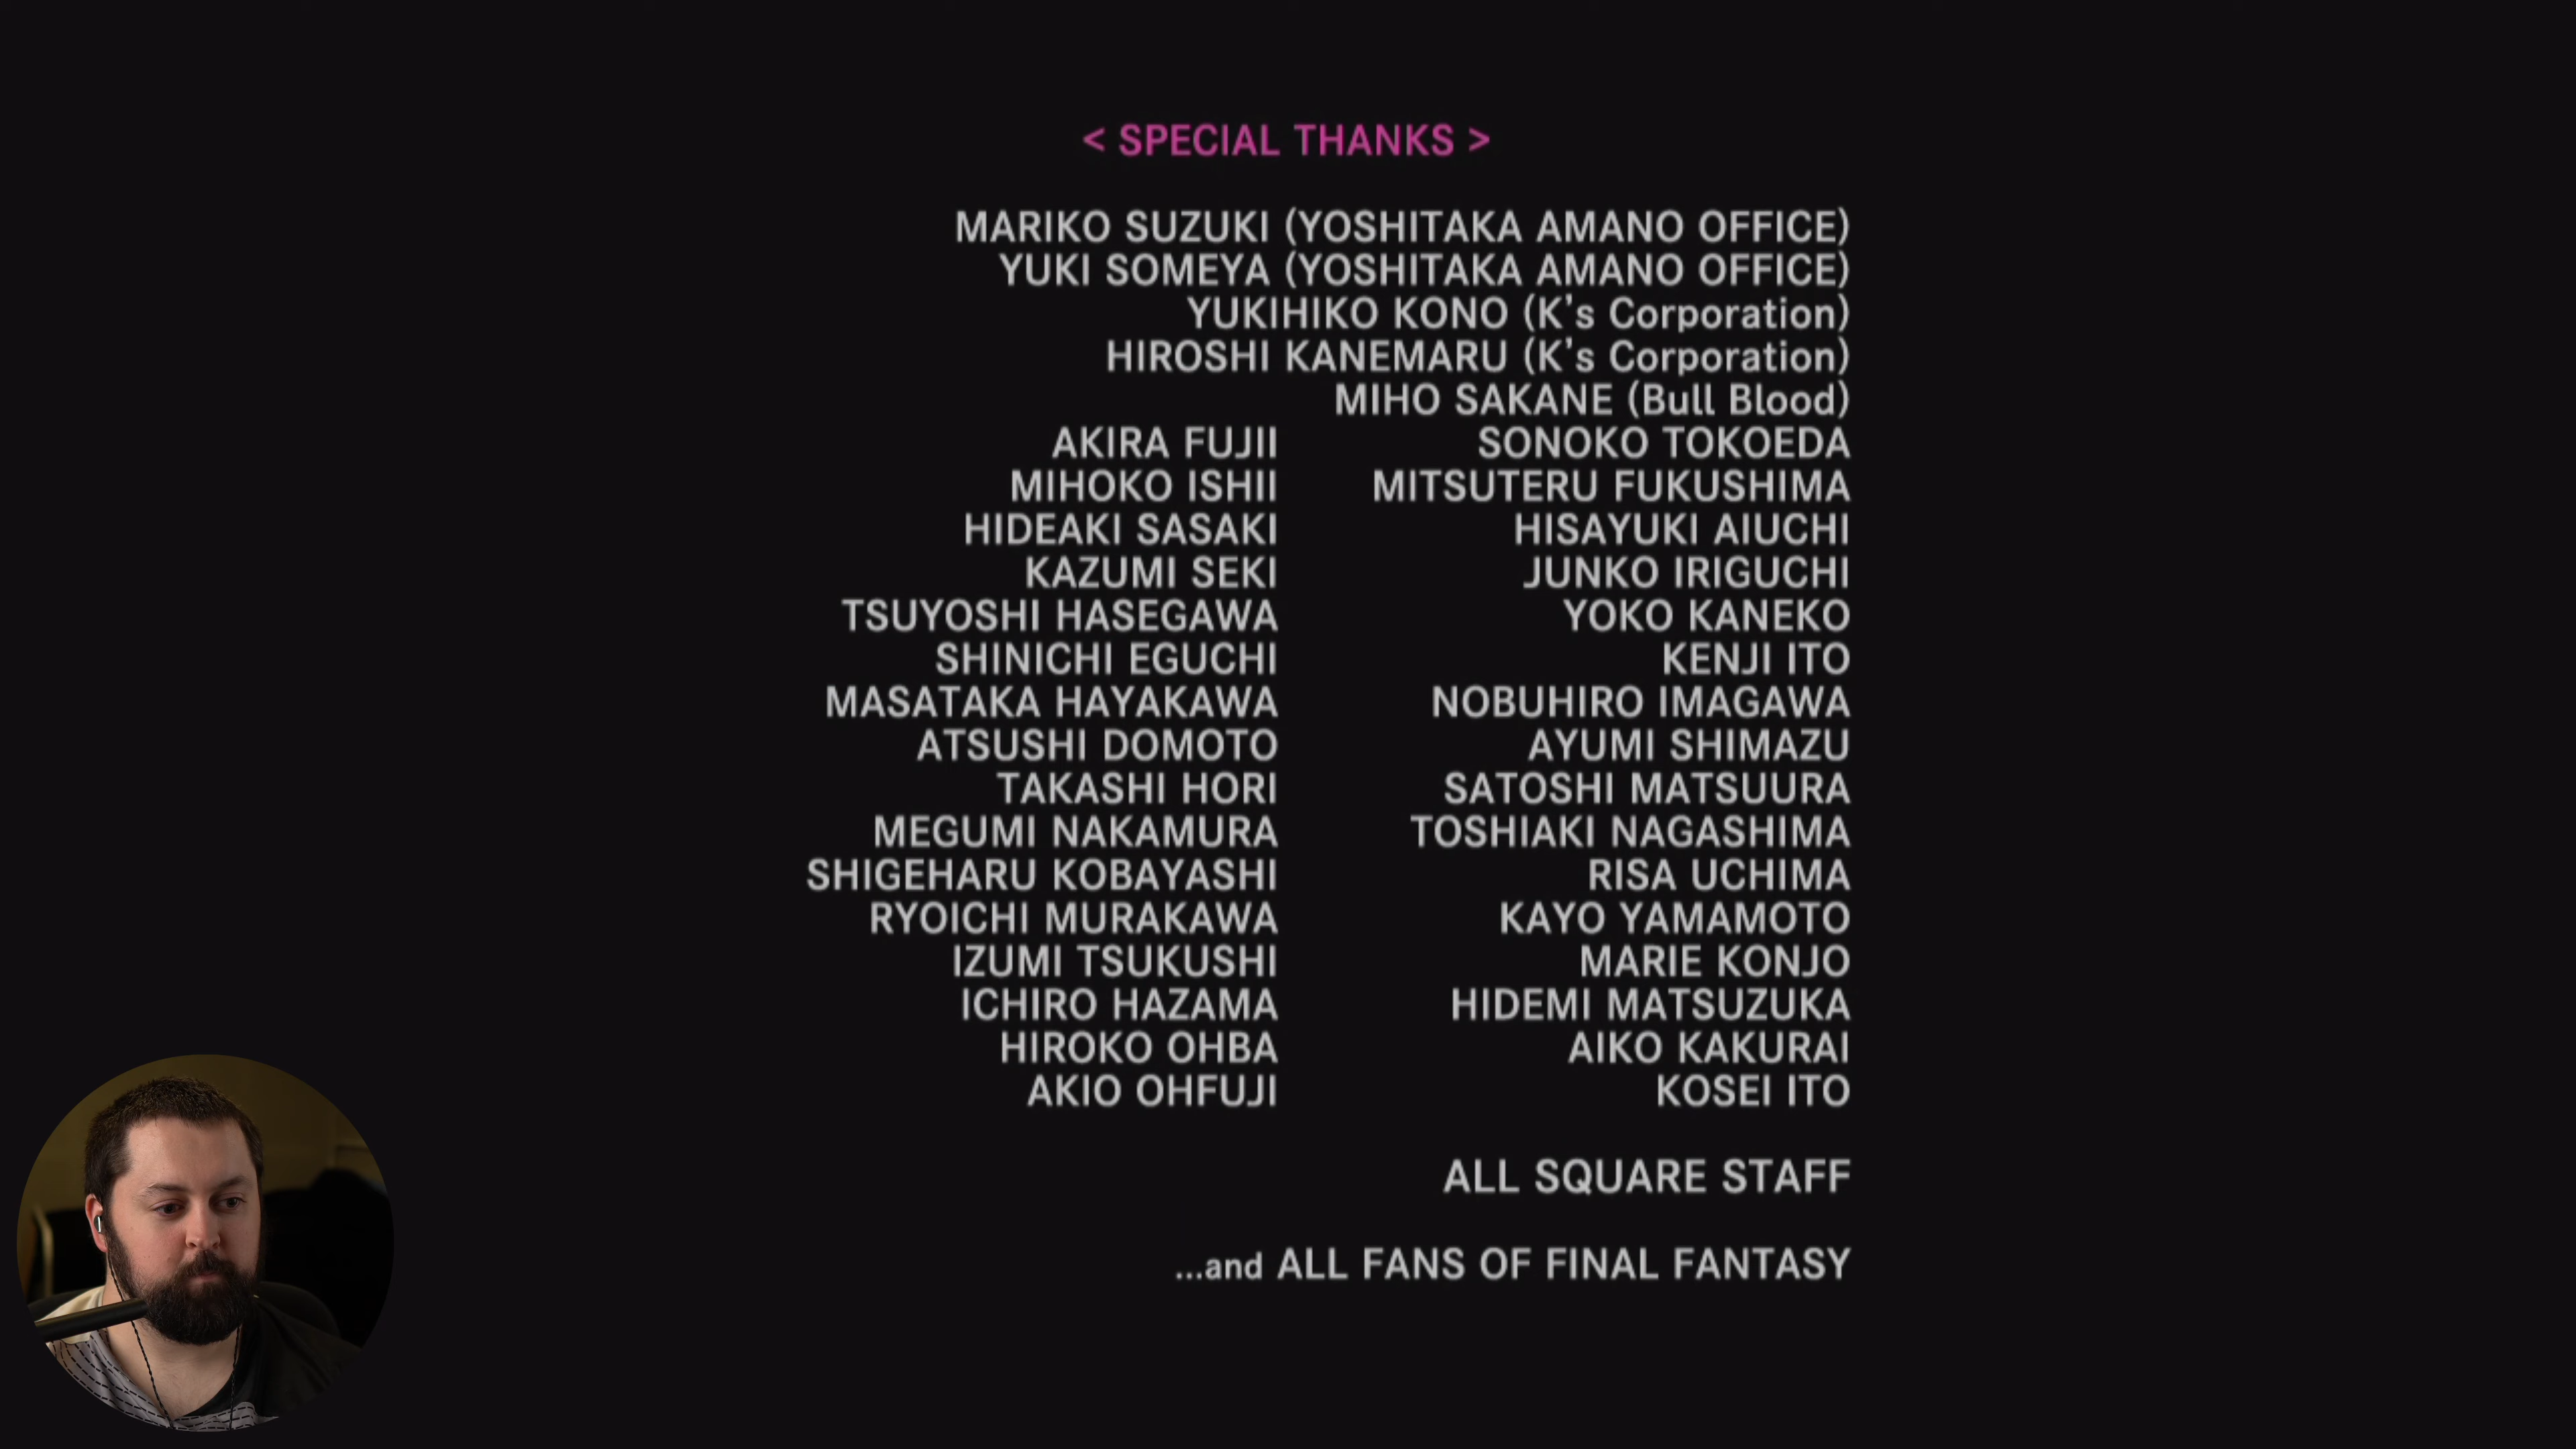 < SPECIAL THANKS >
MARIKO SUZUKI (YOSHITAKA AMANO OFFICE)
YUKI SOMEYA (YOSHITAKA AMANO OFFICE)
YUKIHIKO KONO (K's Corporation)
HIROSHI KANEMARU (K's Corporation)
MIHO SAKANE (Bull Blood)
AKIRA FUJII SONOKO TOKOEDA
MIHOKO ISHII MITSUTERU FUKUSHIMA
HIDEAKI SASAKI HISAYUKI AIUCHI
KAZUMI SEKI JUNKO IRIGUCHI
TSUYOSHI HASEGAWA YOKO KANEKO
SHINICHI EGUCHI KENJI ITO
MASATAKA HAYAKAWA NOBUHIRO IMAGAWA
ATSUSHI DOMOTO AYUMI SHIMAZU
TAKASHI HORI SATOSHI MATSUURA
MEGUMI NAKAMURA TOSHIAKI NAGASHIMA
SHIGEHARU KOBAYASHI RISA UCHIMA
RYOICHI MURAKAWA KAYO YAMAMOTO
IZUMI TSUKUSHI MARIE KONJO
ICHIRO HAZAMA HIDEMI MATSUZUKA
HIROKO OHBA AIKO KAKURAI
AKIO OHFUJI KOSEI ITO
ALL SQUARE STAFF
...and ALL FANS OF FINAL FANTASY